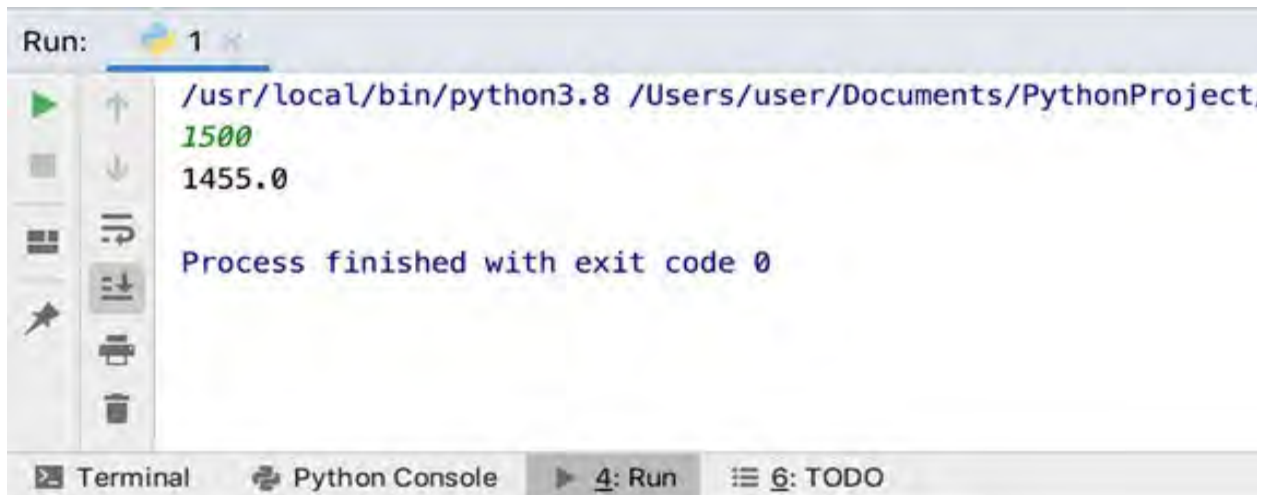 Run: 1
/usr/local/bin/python3.8 /Users/user/Documents/PythonProject
1500
1455.0
Process finished with exit code 0
Terminal Python Console 4: Run 6: TODO